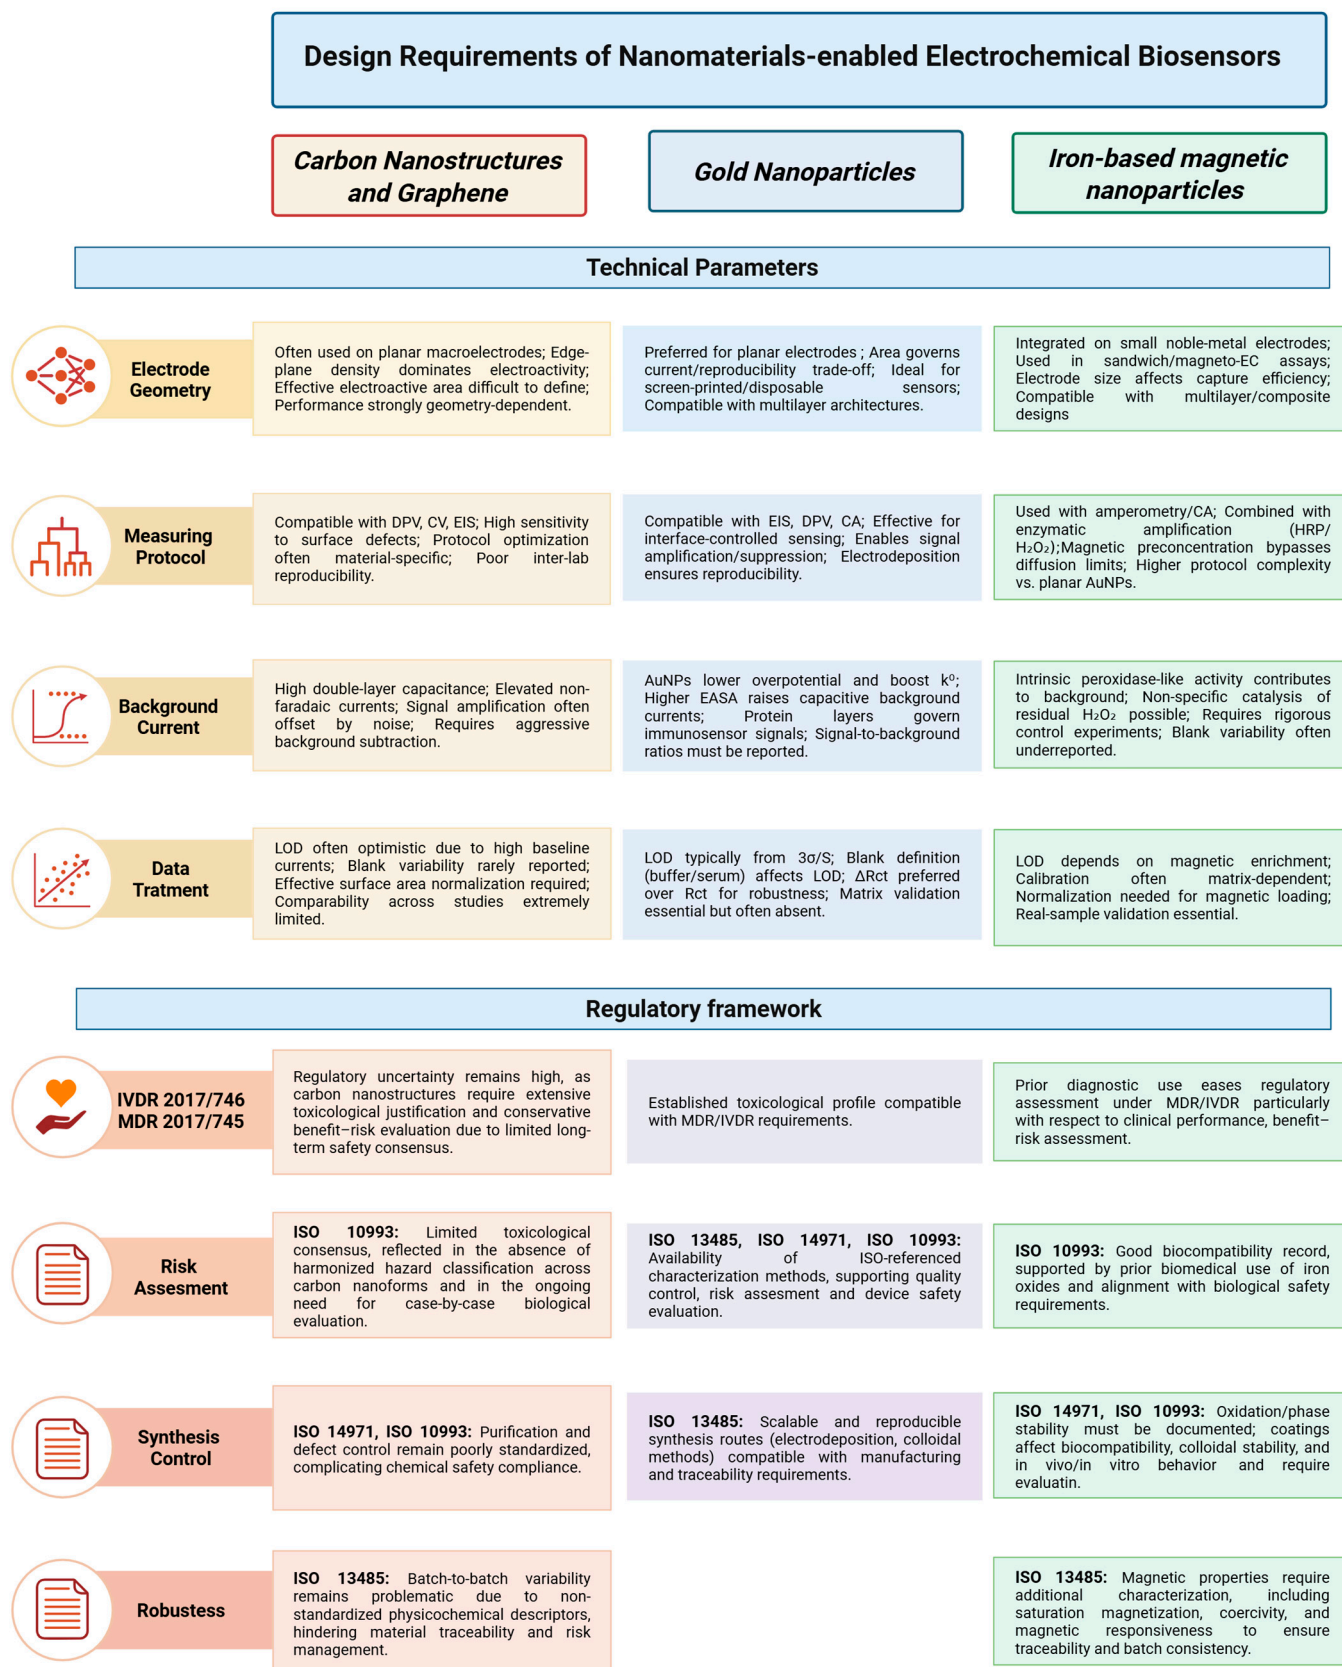 Design Requirements of Nanomaterials-enabled Electrochemical Biosensors
Carbon Nanostructures
and Graphene
Gold Nanoparticles
Iron-based magnetic
nanoparticles
Technical Parameters
Electrode
Geometry
Often used on planar macroelectrodes; Edge-
plane density dominates electroactivity;
Effective electroactive area difficult to define;
Performance strongly geometry-dependent.
Preferred for planar electrodes ; Area governs
current/reproducibility trade-off; Ideal for
screen-printed/disposable sensors;
Compatible with multilayer architectures.
Integrated on small noble-metal electrodes;
Used in sandwich/magneto-EC assays;
Electrode size affects capture efficiency;
Compatible with multilayer/composite
designs
Measuring
Protocol
Compatible with DPV, CV, EIS; High sensitivity
to surface defects; Protocol optimization
often material-specific; Poor inter-lab
reproducibility.
Compatible with EIS, DPV, CA; Effective for
interface-controlled sensing; Enables signal
amplification/suppression; Electrodeposition
ensures reproducibility.
Used with amperometry/CA; Combined with
enzymatic amplification (HRP/
H₂O₂);Magnetic preconcentration bypasses
diffusion limits; Higher protocol complexity
vs. planar AuNPs.
Background
Current
High double-layer capacitance; Elevated non-
faradaic currents; Signal amplification often
offset by noise; Requires aggressive
background subtraction.
AuNPs lower overpotential and boost k⁰;
Higher EASA raises capacitive background
currents; Protein layers govern
immunosensor signals; Signal-to-background
ratios must be reported.
Intrinsic peroxidase-like activity contributes
to background; Non-specific catalysis of
residual H₂O₂ possible; Requires rigorous
control experiments; Blank variability often
underreported.
Data
Tratment
LOD often optimistic due to high baseline
currents; Blank variability rarely reported;
Effective surface area normalization required;
Comparability across studies extremely
limited.
LOD typically from 3σ/S; Blank definition
(buffer/serum) affects LOD; ΔRct preferred
over Rct for robustness; Matrix validation
essential but often absent.
LOD depends on magnetic enrichment;
Calibration often matrix-dependent;
Normalization needed for magnetic loading;
Real-sample validation essential.
Regulatory framework
IVDR 2017/746
MDR 2017/745
Regulatory uncertainty remains high, as
carbon nanostructures require extensive
toxicological justification and conservative
benefit–risk evaluation due to limited long-
term safety consensus.
Established toxicological profile compatible
with MDR/IVDR requirements.
Prior diagnostic use eases regulatory
assessment under MDR/IVDR particularly
with respect to clinical performance, benefit–
risk assessment.
Risk
Assesment
ISO 10993: Limited toxicological
consensus, reflected in the absence of
harmonized hazard classification across
carbon nanoforms and in the ongoing
need for case-by-case biological
evaluation.
ISO 13485, ISO 14971, ISO 10993:
Availability of ISO-referenced
characterization methods, supporting quality
control, risk assesment and device safety
evaluation.
ISO 10993: Good biocompatibility record,
supported by prior biomedical use of iron
oxides and alignment with biological safety
requirements.
Synthesis
Control
ISO 14971, ISO 10993: Purification and
defect control remain poorly standardized,
complicating chemical safety compliance.
ISO 13485: Scalable and reproducible
synthesis routes (electrodeposition, colloidal
methods) compatible with manufacturing
and traceability requirements.
ISO 14971, ISO 10993: Oxidation/phase
stability must be documented; coatings
affect biocompatibility, colloidal stability, and
in vivo/in vitro behavior and require
evaluatin.
Robustess
ISO 13485: Batch-to-batch variability
remains problematic due to non-
standardized physicochemical descriptors,
hindering material traceability and risk
management.
ISO 13485: Magnetic properties require
additional characterization, including
saturation magnetization, coercivity, and
magnetic responsiveness to ensure
traceability and batch consistency.